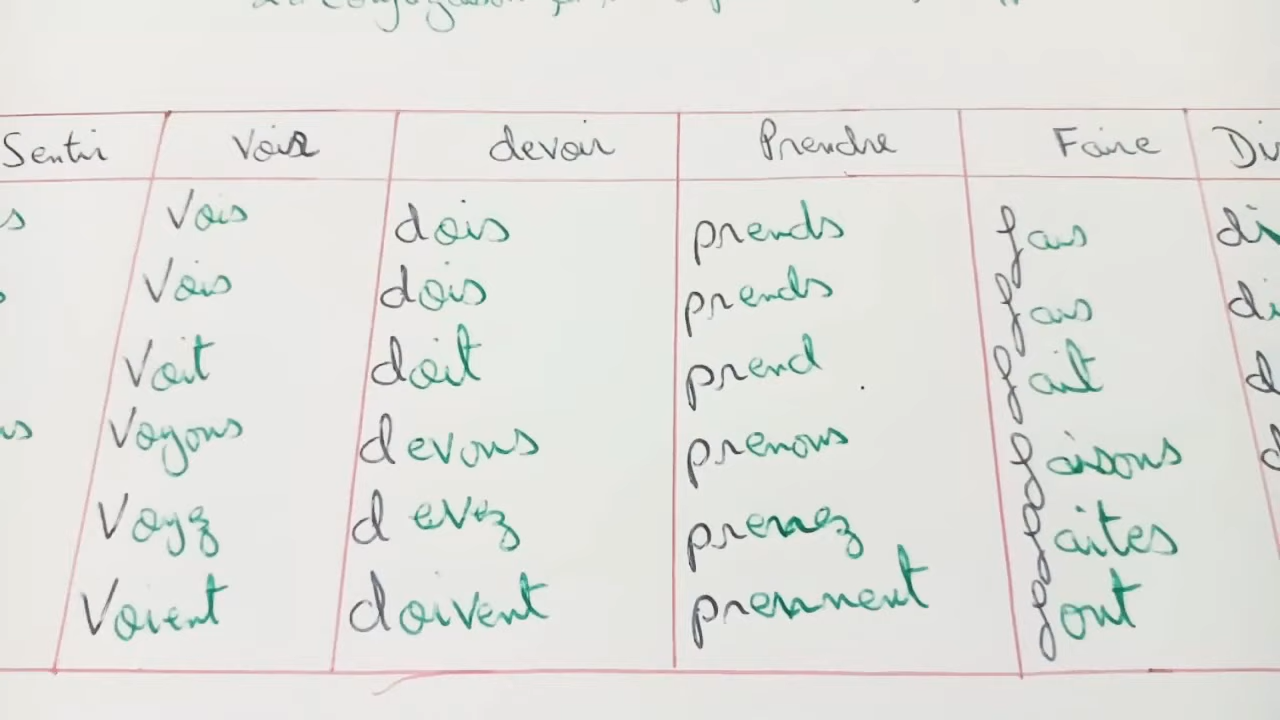 Sentir Voir devoir Prendre Faire
Vois dois prends fais
Vois dois prends fais
Voit doit prend fait
Voyons devons prenons faisons
Voyz devez prenez faites
Voient doivent prennent font